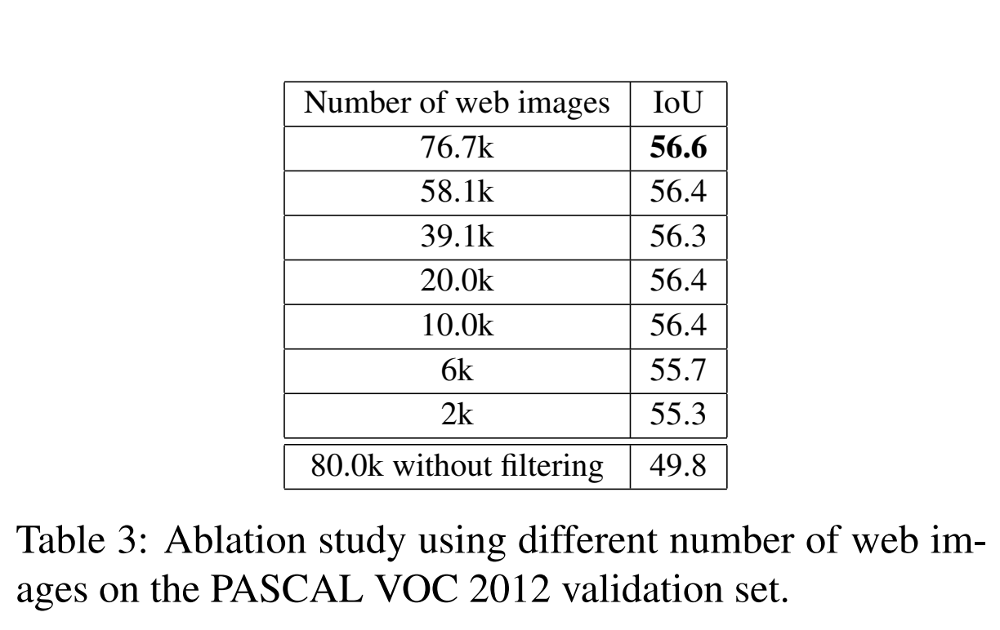 Number of web images IoU
76.7k 56.6
58.1k 56.4
39.1k 56.3
20.0k 56.4
10.0k 56.4
6k 55.7
2k 55.3
80.0k without filtering 49.8
Table 3: Ablation study using different number of web im-
ages on the PASCAL VOC 2012 validation set.